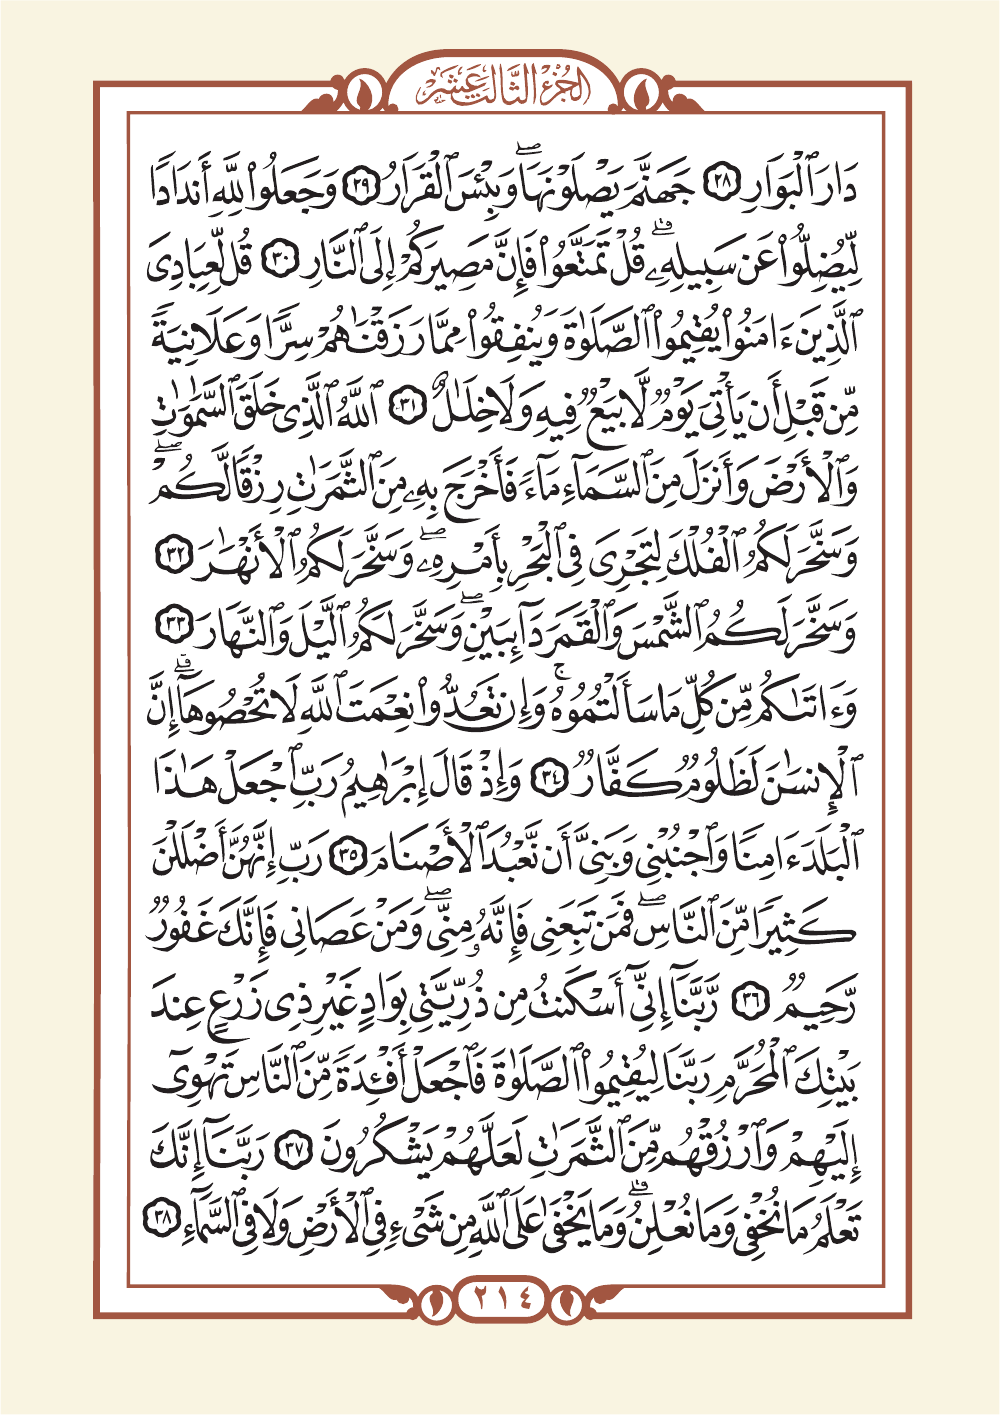 الجزء الثالث عشر
دَارَ ٱلْبَوَارِ ٢٨ جَهَنَّمَ يَصْلَوْنَهَاۖ وَبِئْسَ ٱلْقَرَارُ ٢٩ وَجَعَلُوا۟ لِلَّهِ أَندَادًا
لِّيُضِلُّوا۟ عَن سَبِيلِهِۦۗ قُلْ تَمَتَّعُوا۟ فَإِنَّ مَصِيرَكُمْ إِلَى ٱلنَّارِ ٣٠ قُل لِّعِبَادِىَ
ٱلَّذِينَ ءَامَنُوا۟ يُقِيمُوا۟ ٱلصَّلَوٰةَ وَيُنفِقُوا۟ مِمَّا رَزَقْنَـٰهُمْ سِرًّا وَعَلَانِيَةً
مِّن قَبْلِ أَن يَأْتِىَ يَوْمٌ لَّا بَيْعٌ فِيهِ وَلَا خِلَـٰلٌ ٣١ ٱللَّهُ ٱلَّذِى خَلَقَ ٱلسَّمَـٰوَٰتِ
وَٱلْأَرْضَ وَأَنزَلَ مِنَ ٱلسَّمَآءِ مَآءً فَأَخْرَجَ بِهِۦ مِنَ ٱلثَّمَرَٰتِ رِزْقًا لَّكُمْۖ
وَسَخَّرَ لَكُمُ ٱلْفُلْكَ لِتَجْرِىَ فِى ٱلْبَحْرِ بِأَمْرِهِۦۖ وَسَخَّرَ لَكُمُ ٱلْأَنْهَـٰرَ ٣٢
وَسَخَّرَ لَكُمُ ٱلشَّمْسَ وَٱلْقَمَرَ دَآئِبَيْنِۖ وَسَخَّرَ لَكُمُ ٱلَّيْلَ وَٱلنَّهَارَ ٣٣
وَءَاتَىٰكُم مِّن كُلِّ مَا سَأَلْتُمُوهُۚ وَإِن تَعُدُّوا۟ نِعْمَتَ ٱللَّهِ لَا تُحْصُوهَآۗ إِنَّ
ٱلْإِنسَـٰنَ لَظَلُومٌ كَفَّارٌ ٣٤ وَإِذْ قَالَ إِبْرَٰهِيمُ رَبِّ ٱجْعَلْ هَـٰذَا
ٱلْبَلَدَ ءَامِنًا وَٱجْنُبْنِى وَبَنِىَّ أَن نَّعْبُدَ ٱلْأَصْنَامَ ٣٥ رَبِّ إِنَّهُنَّ أَضْلَلْنَ
كَثِيرًا مِّنَ ٱلنَّاسِۖ فَمَن تَبِعَنِى فَإِنَّهُۥ مِنِّىۖ وَمَنْ عَصَانِى فَإِنَّكَ غَفُورٌ
رَّحِيمٌ ٣٦ رَّبَّنَآ إِنِّىٓ أَسْكَنتُ مِن ذُرِّيَّتِى بِوَادٍ غَيْرِ ذِى زَرْعٍ عِندَ
بَيْتِكَ ٱلْمُحَرَّمِ رَبَّنَا لِيُقِيمُوا۟ ٱلصَّلَوٰةَ فَٱجْعَلْ أَفْـِٔدَةً مِّنَ ٱلنَّاسِ تَهْوِىٓ
إِلَيْهِمْ وَٱرْزُقْهُم مِّنَ ٱلثَّمَرَٰتِ لَعَلَّهُمْ يَشْكُرُونَ ٣٧ رَبَّنَآ إِنَّكَ
تَعْلَمُ مَا نُخْفِى وَمَا نُعْلِنُۗ وَمَا يَخْفَىٰ عَلَى ٱللَّهِ مِن شَىْءٍ فِى ٱلْأَرْضِ وَلَا فِى ٱلسَّمَآءِ ٣٨
٢١٤